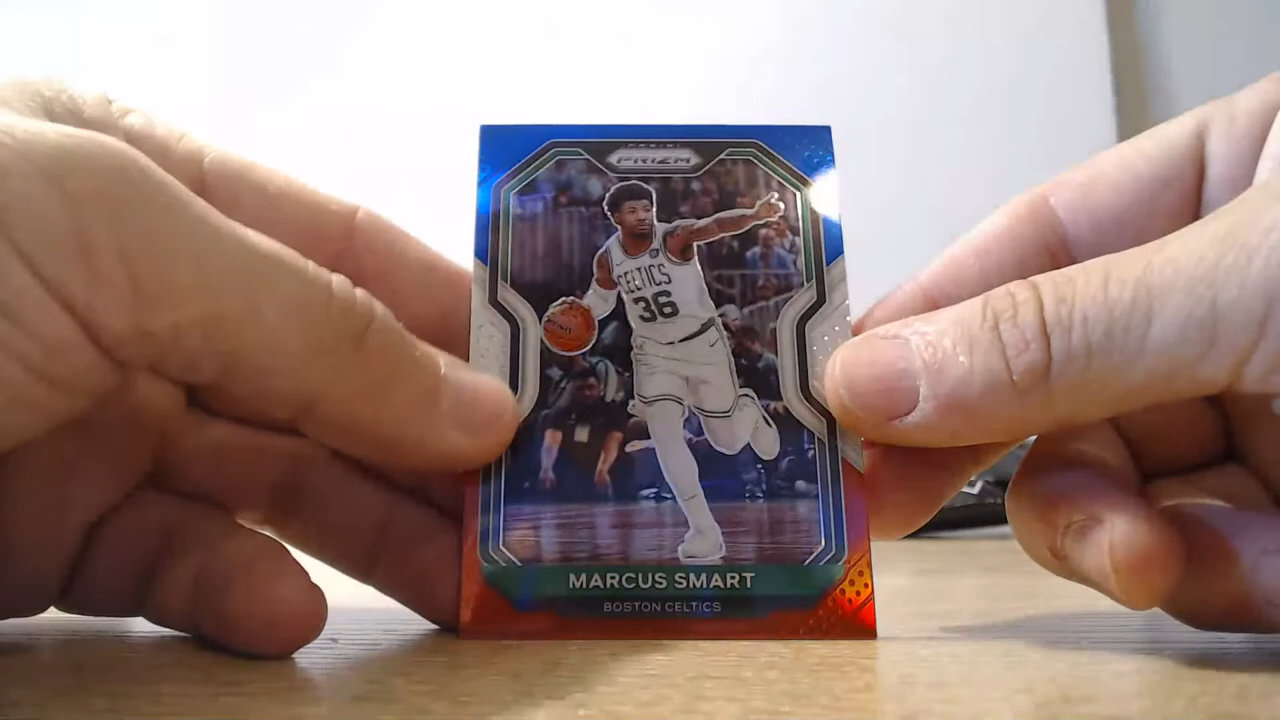 PANINI
PRIZM
CELTICS
36
MARCUS SMART
BOSTON CELTICS